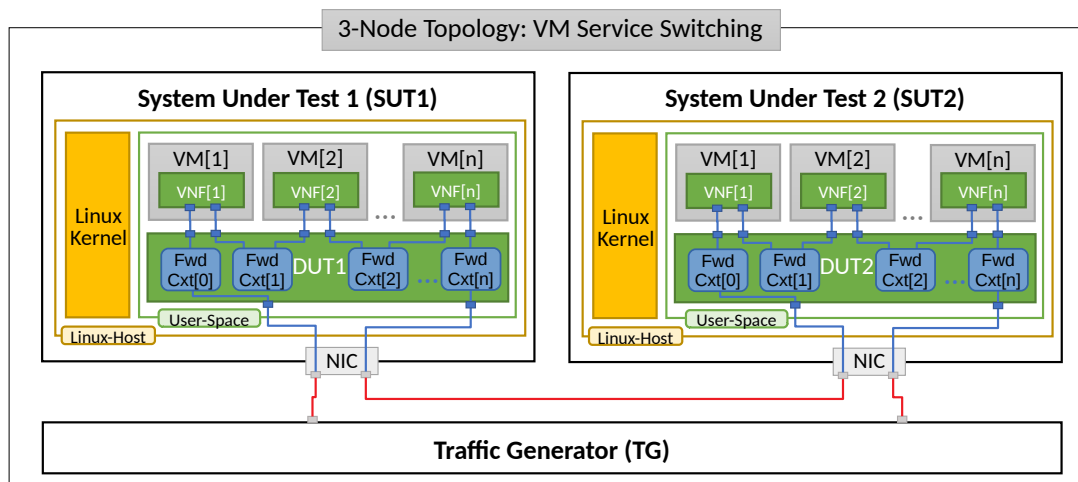 3-Node Topology: VM Service Switching
System Under Test 1 (SUT1)
Linux
Kernel
VM[1]
VNF[1]
VM[2]
VNF[2]
...
VM[n]
VNF[n]
DUT1
Fwd
Cxt[0]
Fwd
Cxt[1]
Fwd
Cxt[2]
...
Fwd
Cxt[n]
User-Space
Linux-Host
NIC
System Under Test 2 (SUT2)
Linux
Kernel
VM[1]
VNF[1]
VM[2]
VNF[2]
...
VM[n]
VNF[n]
DUT2
Fwd
Cxt[0]
Fwd
Cxt[1]
Fwd
Cxt[2]
...
Fwd
Cxt[n]
User-Space
Linux-Host
NIC
Traffic Generator (TG)